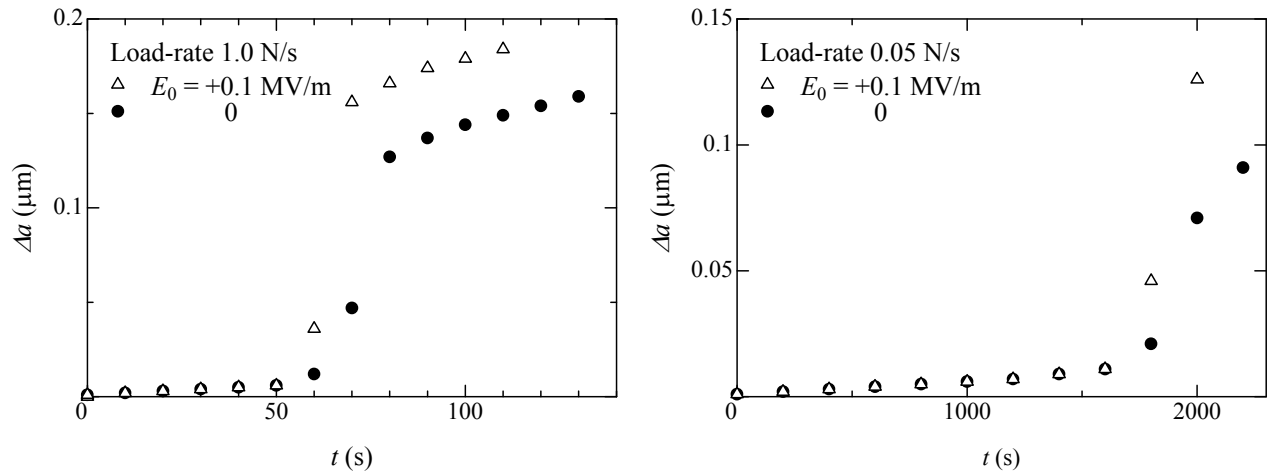 0.2
Load-rate 1.0 N/s
△ E₀ = +0.1 MV/m
● 0
0.1
Δa (μm)
0
50
100
t (s)
0.15
Load-rate 0.05 N/s
△ E₀ = +0.1 MV/m
● 0
0.1
Δa (μm)
0.05
0
1000
2000
t (s)